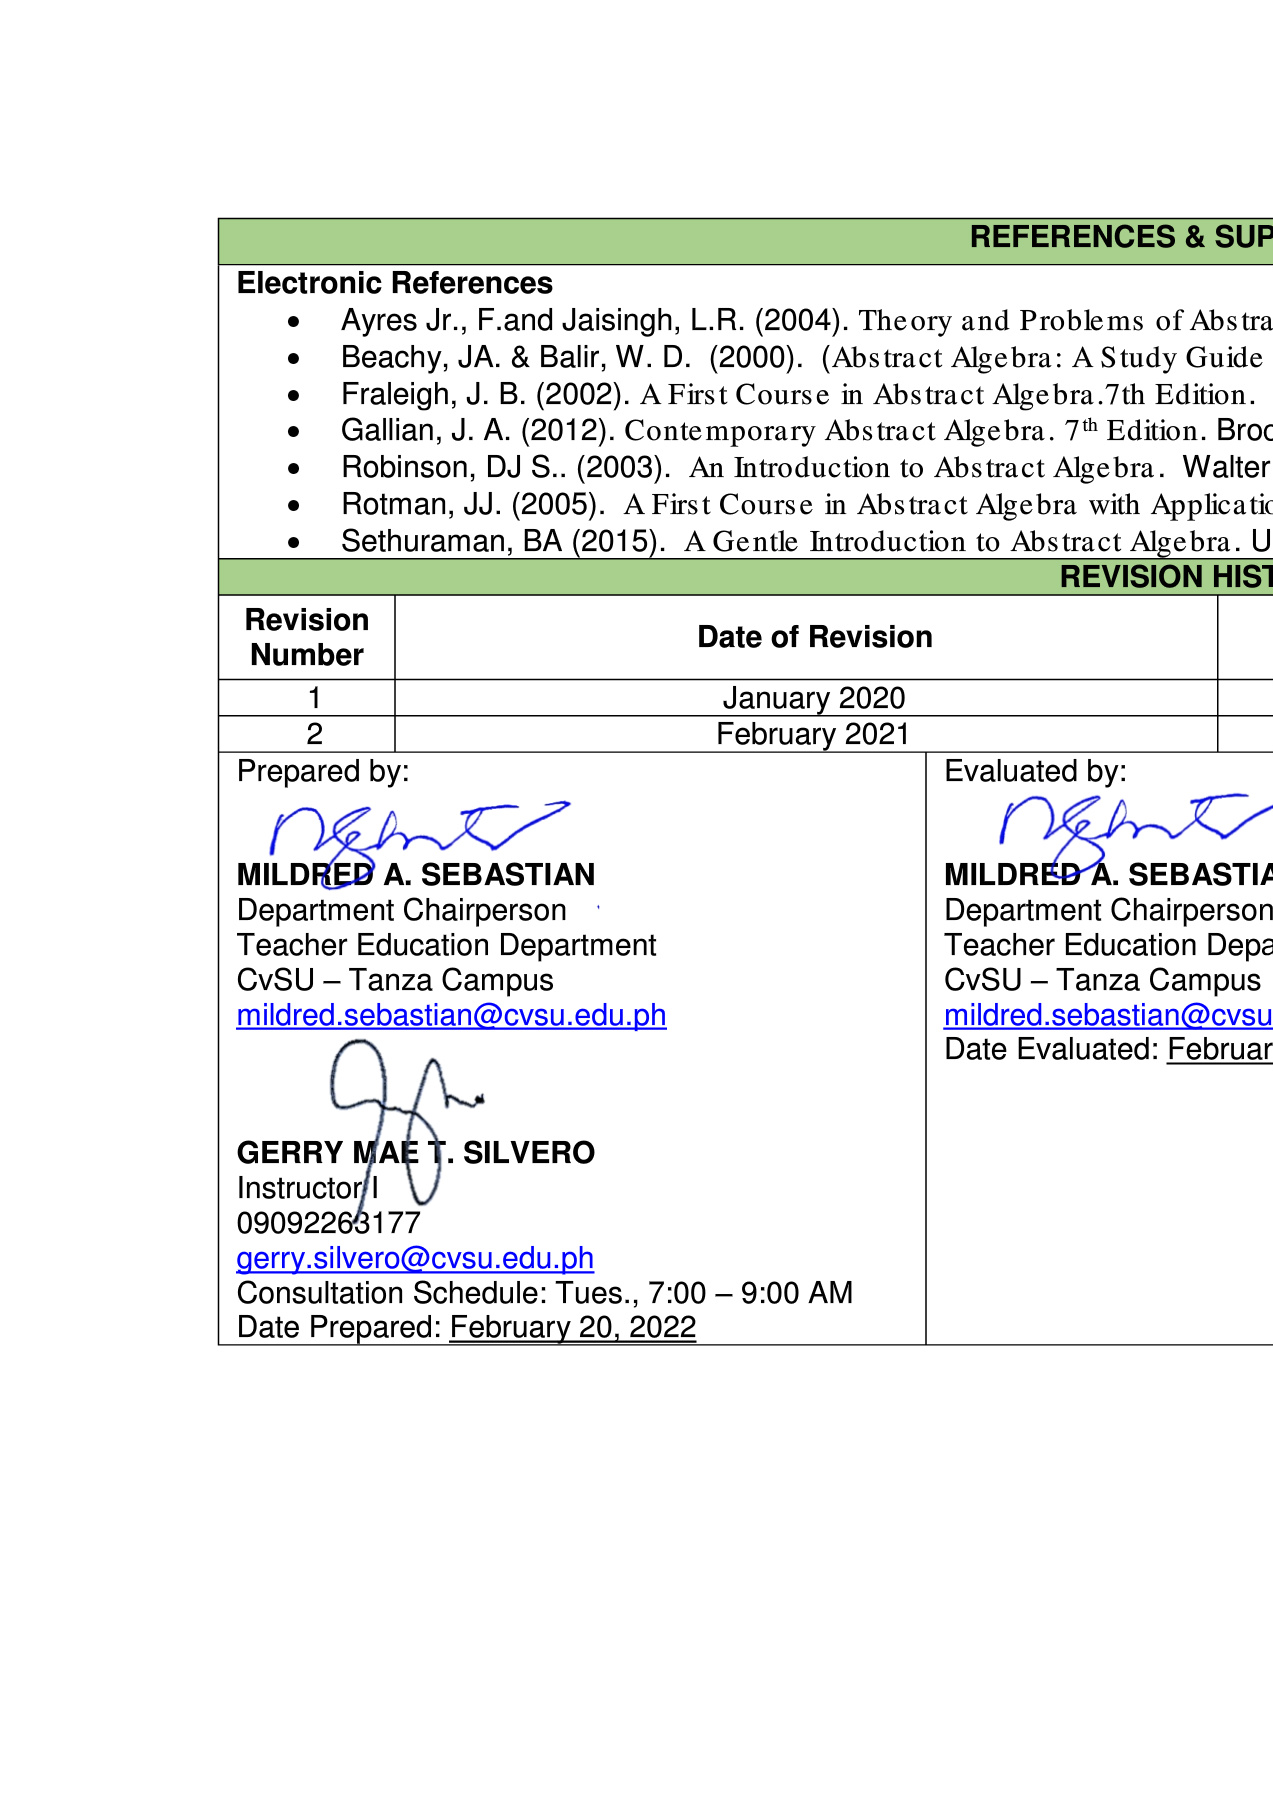 REFERENCES & SUP
Electronic References
• Ayres Jr., F.and Jaisingh, L.R. (2004). Theory and Problems of Abstra
• Beachy, JA. & Balir, W. D. (2000). (Abstract Algebra: A Study Guide
• Fraleigh, J. B. (2002). A First Course in Abstract Algebra.7th Edition.
• Gallian, J. A. (2012). Contemporary Abstract Algebra. 7th Edition. Broo
• Robinson, DJ S.. (2003). An Introduction to Abstract Algebra. Walter
• Rotman, JJ. (2005). A First Course in Abstract Algebra with Applicatio
• Sethuraman, BA (2015). A Gentle Introduction to Abstract Algebra. U
REVISION HIST
Revision Number Date of Revision
1 January 2020
2 February 2021
Prepared by:
MILDRED A. SEBASTIAN
Department Chairperson
Teacher Education Department
CvSU – Tanza Campus
mildred.sebastian@cvsu.edu.ph
GERRY MAE T. SILVERO
Instructor I
09092263177
gerry.silvero@cvsu.edu.ph
Consultation Schedule: Tues., 7:00 – 9:00 AM
Date Prepared: February 20, 2022
Evaluated by:
MILDRED A. SEBASTIA
Department Chairperson
Teacher Education Depa
CvSU – Tanza Campus
mildred.sebastian@cvsu
Date Evaluated: Februar